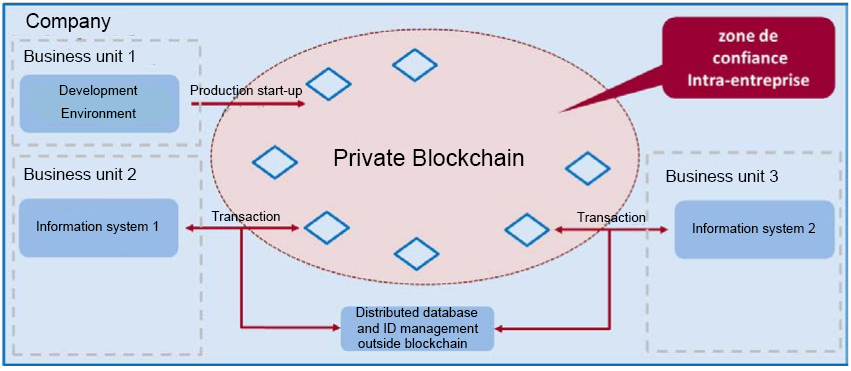 Company
Business unit 1
Development
Environment
Production start-up
zone de
confiance
Intra-entreprise
Private Blockchain
Business unit 2
Information system 1
Transaction
Business unit 3
Transaction
Information system 2
Distributed database
and ID management
outside blockchain